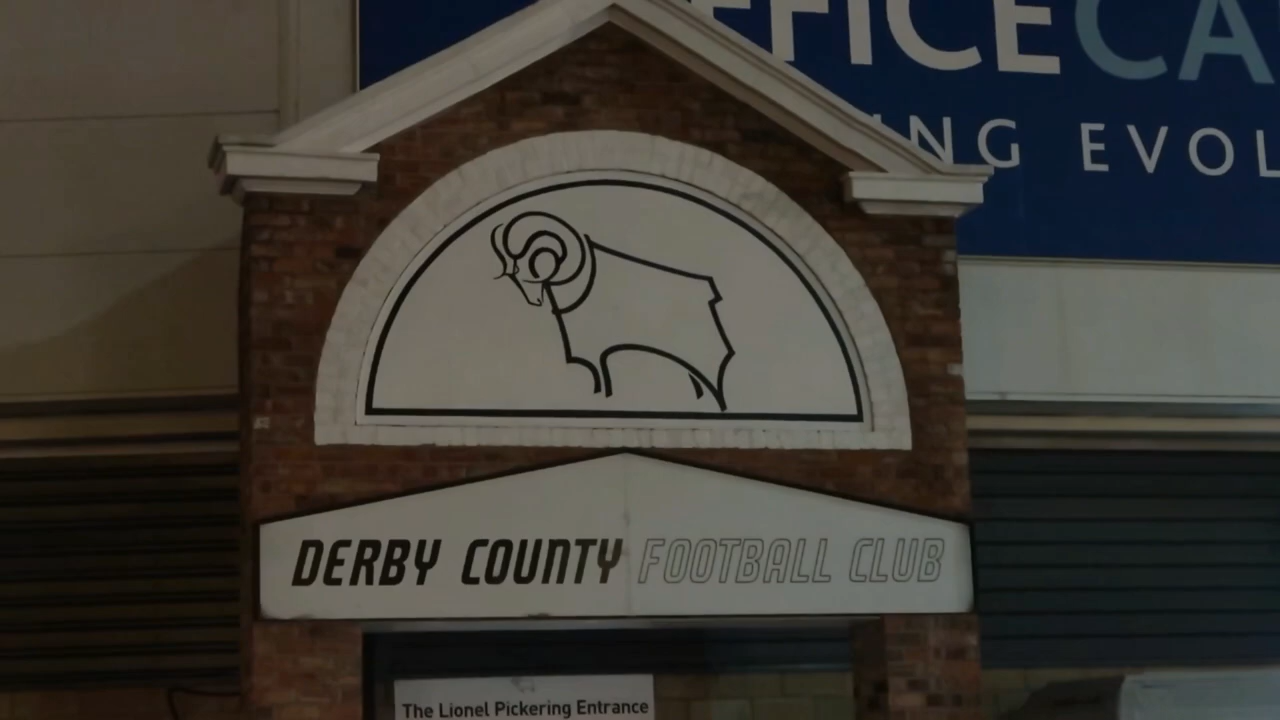 FFICECA
NG EVOL
DERBY COUNTY FOOTBALL CLUB
The Lionel Pickering Entrance